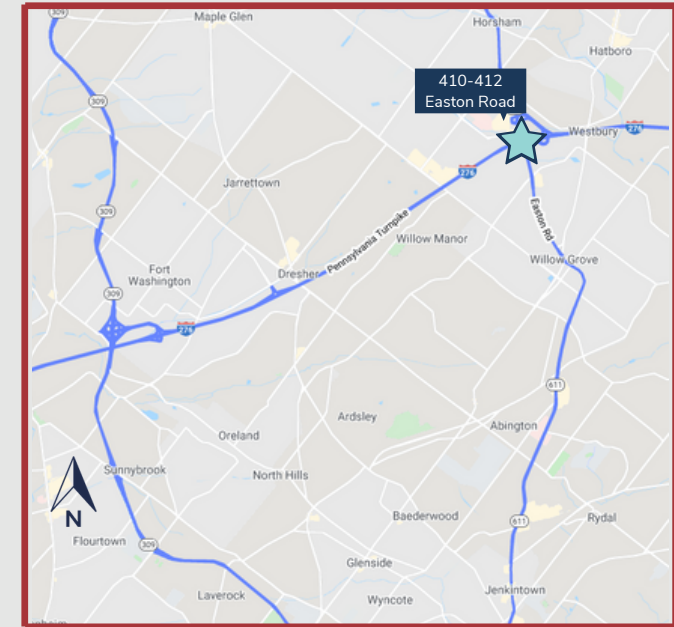 309
Maple Glen
Horsham
Hatboro
410-412
Easton Road
309
Westbury
276
276
Jarrettown
309
Pennsylvania Turnpike
Easton Rd
Willow Manor
Willow Grove
Fort
Washington
Dresher
309
276
611
Ardsley
Abington
Oreland
Sunnybrook
North Hills
N
Baederwood
611
Rydal
Flourtown
309
Glenside
Jenkintown
Laverock
Wyncote